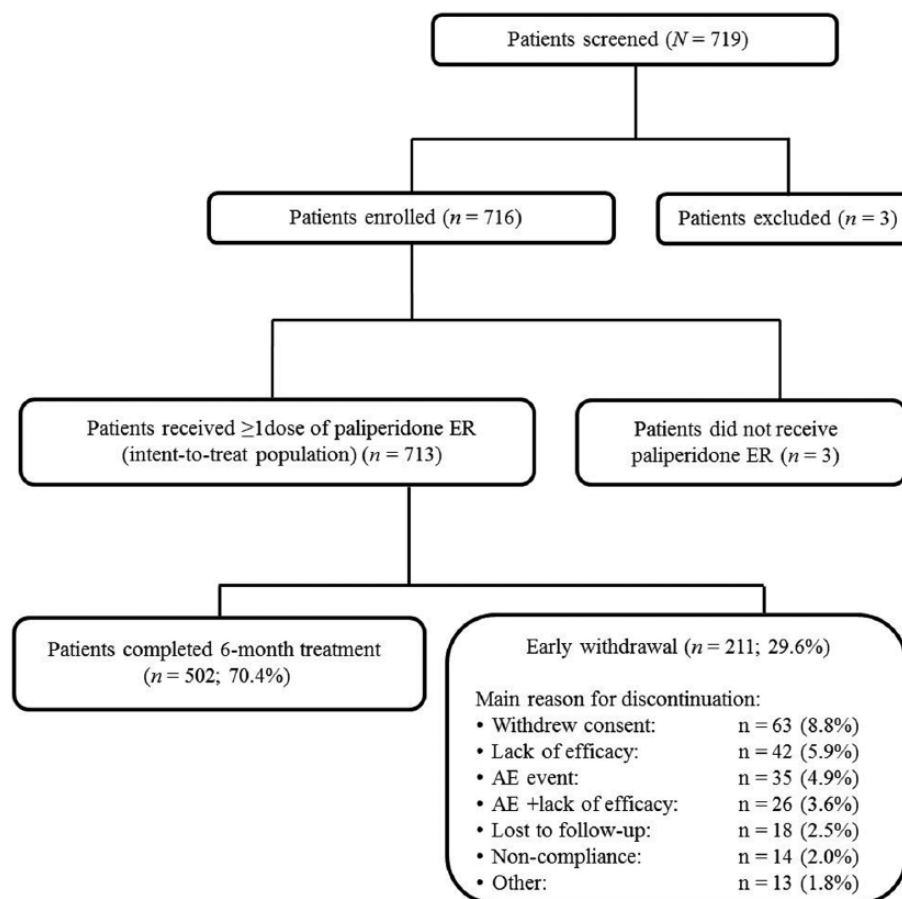 Patients screened (N = 719)
Patients enrolled (n = 716)
Patients excluded (n = 3)
Patients received ≥1dose of paliperidone ER
(intent-to-treat population) (n = 713)
Patients did not receive
paliperidone ER (n = 3)
Patients completed 6-month treatment
(n = 502; 70.4%)
Early withdrawal (n = 211; 29.6%)
Main reason for discontinuation:
• Withdrew consent: n = 63 (8.8%)
• Lack of efficacy: n = 42 (5.9%)
• AE event: n = 35 (4.9%)
• AE +lack of efficacy: n = 26 (3.6%)
• Lost to follow-up: n = 18 (2.5%)
• Non-compliance: n = 14 (2.0%)
• Other: n = 13 (1.8%)